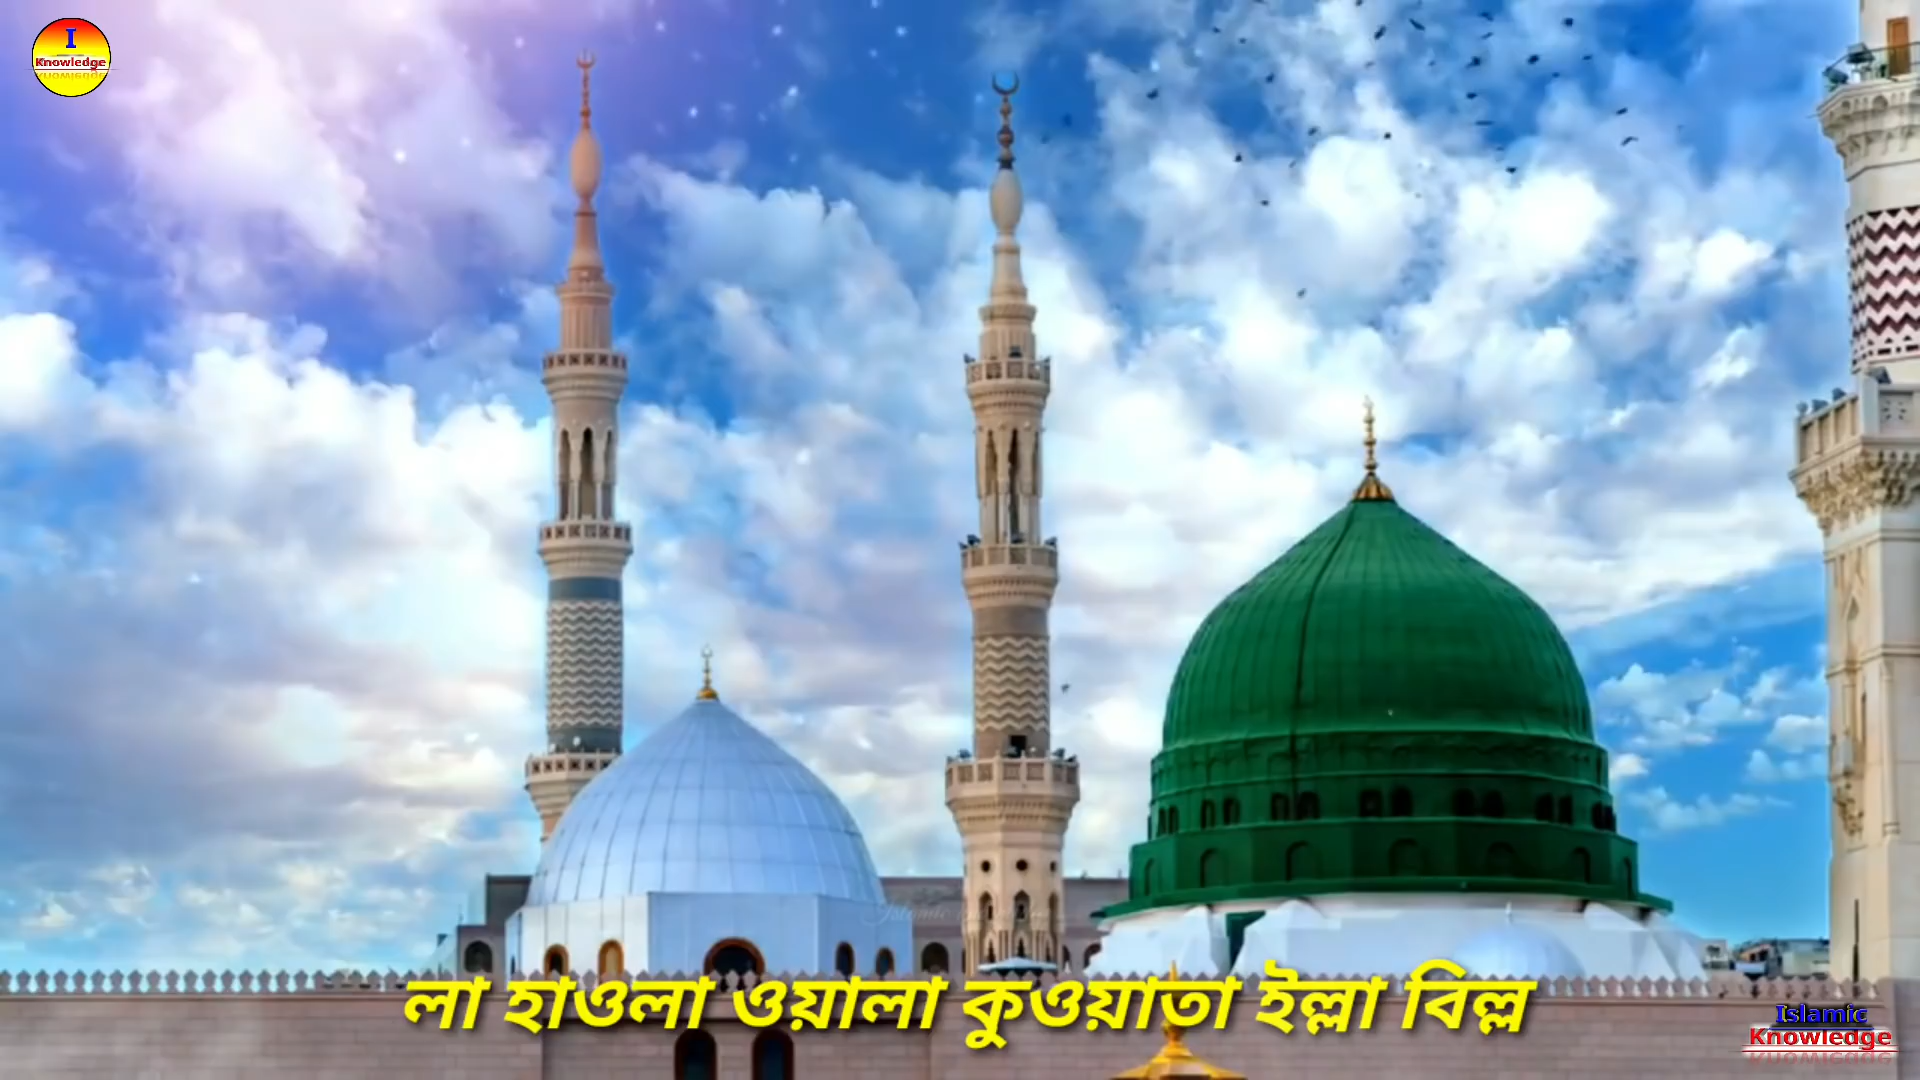 I
Knowledge
লা হাওলা ওয়ালা কুওয়াতা ইল্লা বিল্ল
Islamic
Knowledge